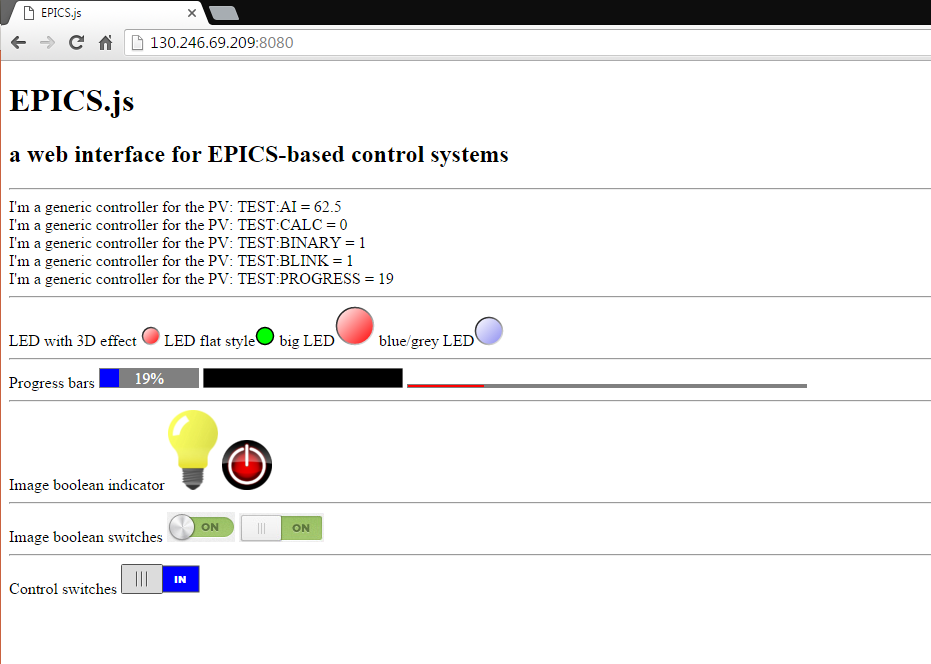 EPICS.js
130.246.69.209:8080
EPICS.js
a web interface for EPICS-based control systems
I'm a generic controller for the PV: TEST:AI = 62.5
I'm a generic controller for the PV: TEST:CALC = 0
I'm a generic controller for the PV: TEST:BINARY = 1
I'm a generic controller for the PV: TEST:BLINK = 1
I'm a generic controller for the PV: TEST:PROGRESS = 19
LED with 3D effect LED flat style big LED blue/grey LED
Progress bars 19%
Image boolean indicator
Image boolean switches ON ON
Control switches IN